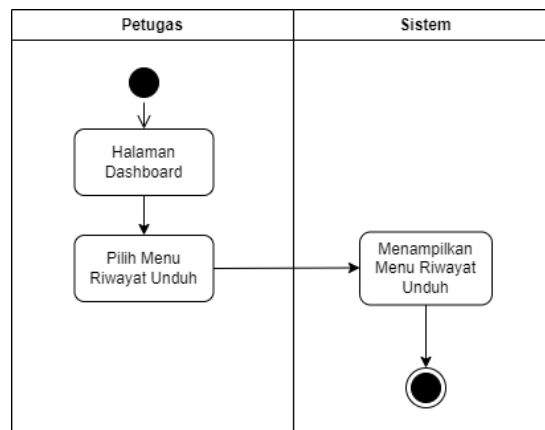 Petugas
Sistem
Halaman
Dashboard
Pilih Menu
Riwayat Unduh
Menampilkan
Menu Riwayat
Unduh